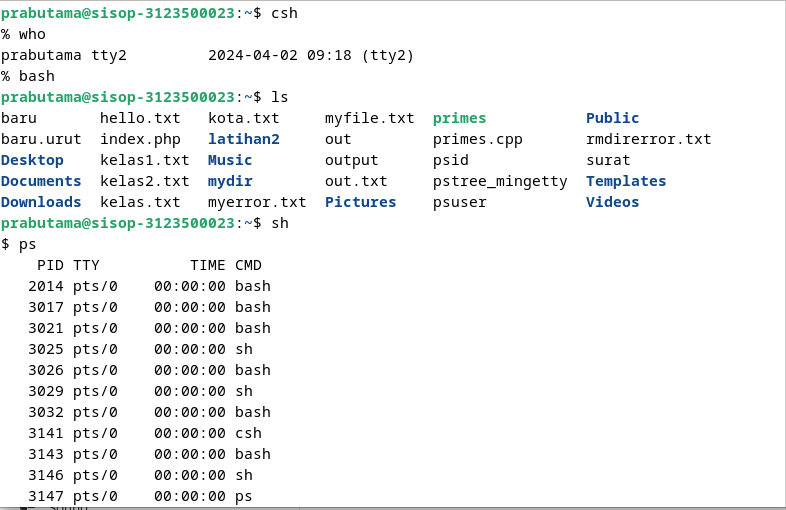 prabutama@sisop-3123500023:~$ csh
% who
prabutama tty2         2024-04-02 09:18 (tty2)
% bash
prabutama@sisop-3123500023:~$ ls
baru       hello.txt  kota.txt     myfile.txt  primes          Public
baru.urut  index.php  latihan2     out         primes.cpp      rmdirerror.txt
Desktop    kelas1.txt Music        output      psid            surat
Documents  kelas2.txt mydir        out.txt     pstree_mingetty Templates
Downloads  kelas.txt  myerror.txt  Pictures    psuser          Videos
prabutama@sisop-3123500023:~$ sh
$ ps
    PID TTY          TIME CMD
   2014 pts/0    00:00:00 bash
   3017 pts/0    00:00:00 bash
   3021 pts/0    00:00:00 bash
   3025 pts/0    00:00:00 sh
   3026 pts/0    00:00:00 bash
   3029 pts/0    00:00:00 sh
   3032 pts/0    00:00:00 bash
   3141 pts/0    00:00:00 csh
   3143 pts/0    00:00:00 bash
   3146 pts/0    00:00:00 sh
   3147 pts/0    00:00:00 ps